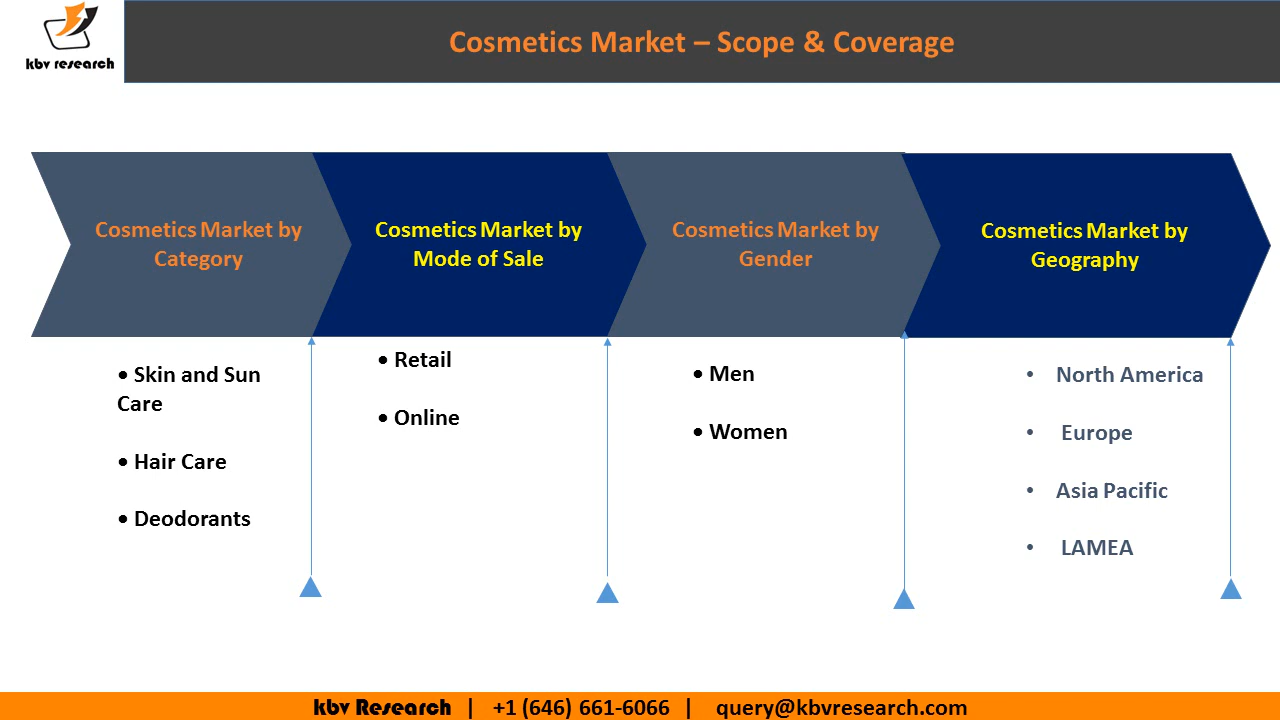 kbv research
Cosmetics Market – Scope & Coverage
Cosmetics Market by
Category
Cosmetics Market by
Mode of Sale
Cosmetics Market by
Gender
Cosmetics Market by
Geography
• Skin and Sun
Care
• Hair Care
• Deodorants
• Retail
• Online
• Men
• Women
• North America
• Europe
• Asia Pacific
• LAMEA
kbv Research | +1 (646) 661-6066 | query@kbvresearch.com